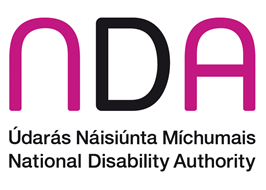 NDA
Údarás Náisiúnta Míchumais
National Disability Authority